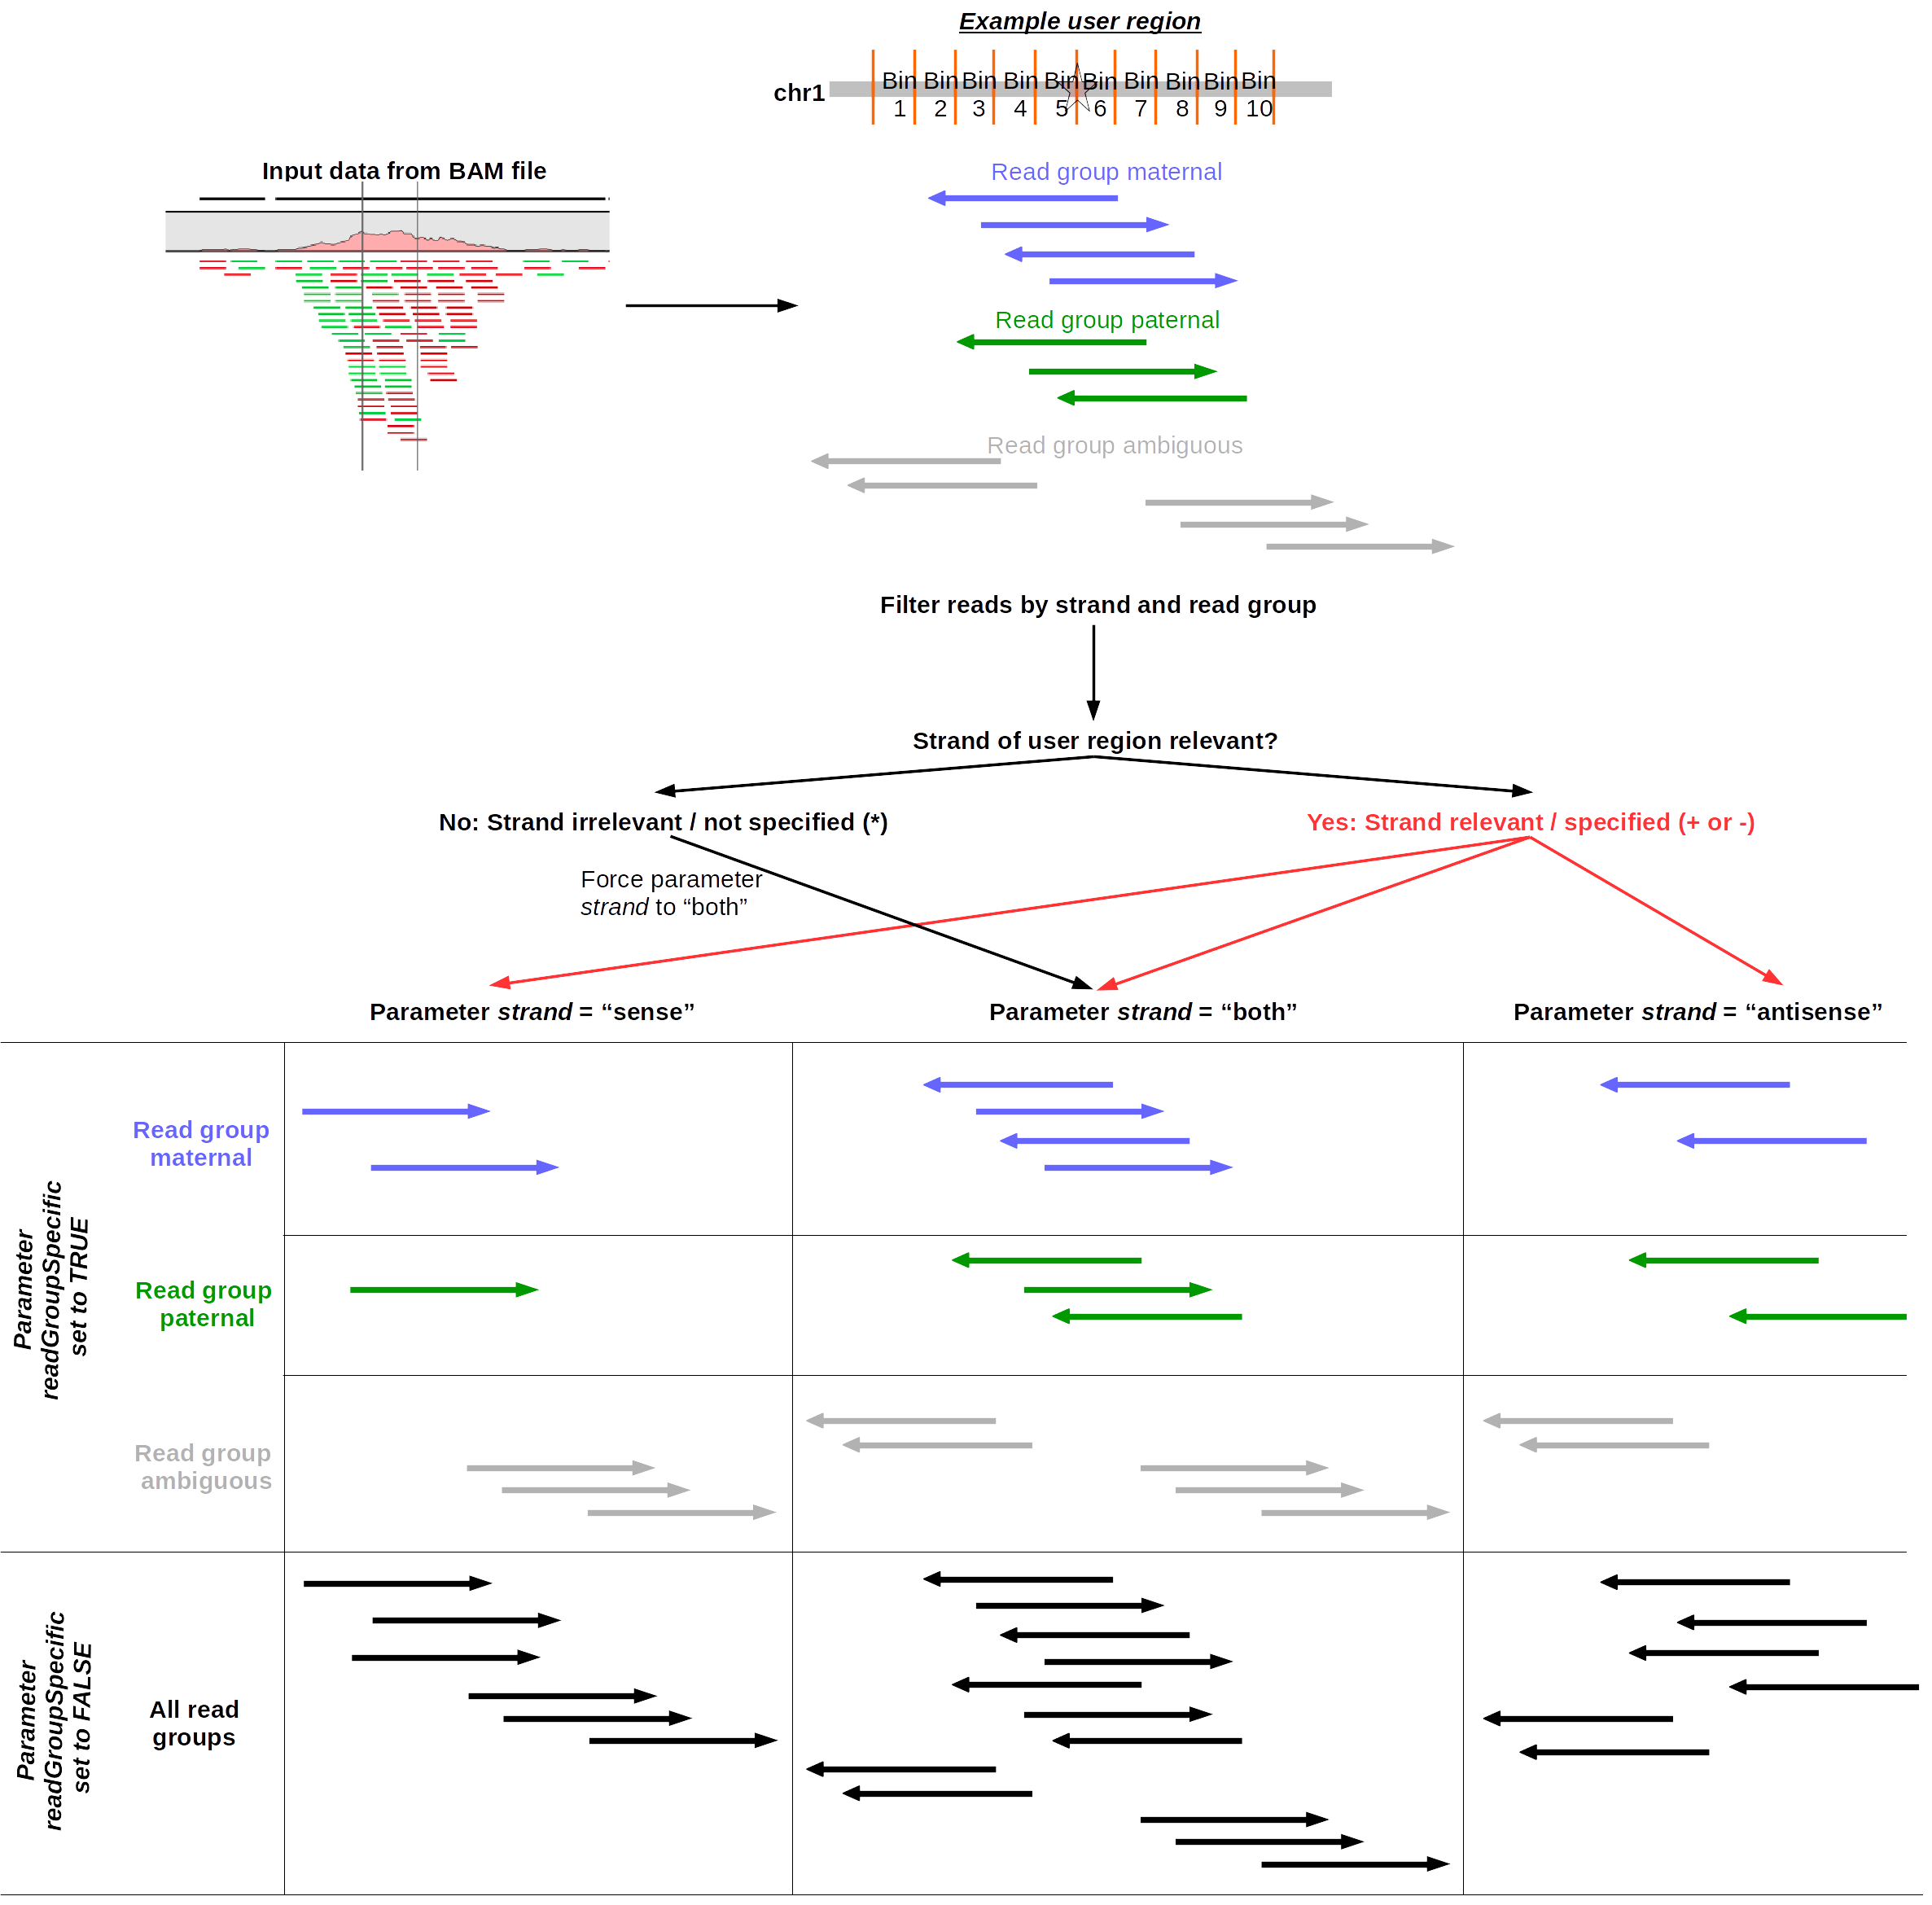 Example user region
chr1
Bin Bin Bin Bin Bin Bin Bin Bin Bin Bin
1 2 3 4 5 6 7 8 9 10
Input data from BAM file
Read group maternal
Read group paternal
Read group ambiguous
Filter reads by strand and read group
Strand of user region relevant?
No: Strand irrelevant / not specified (*)
Yes: Strand relevant / specified (+ or -)
Force parameter
strand to “both”
Parameter strand = “sense”
Parameter strand = “both”
Parameter strand = “antisense”
Parameter
readGroupSpecific
set to TRUE
Read group
maternal
Read group
paternal
Read group
ambiguous
Parameter
readGroupSpecific
set to FALSE
All read
groups